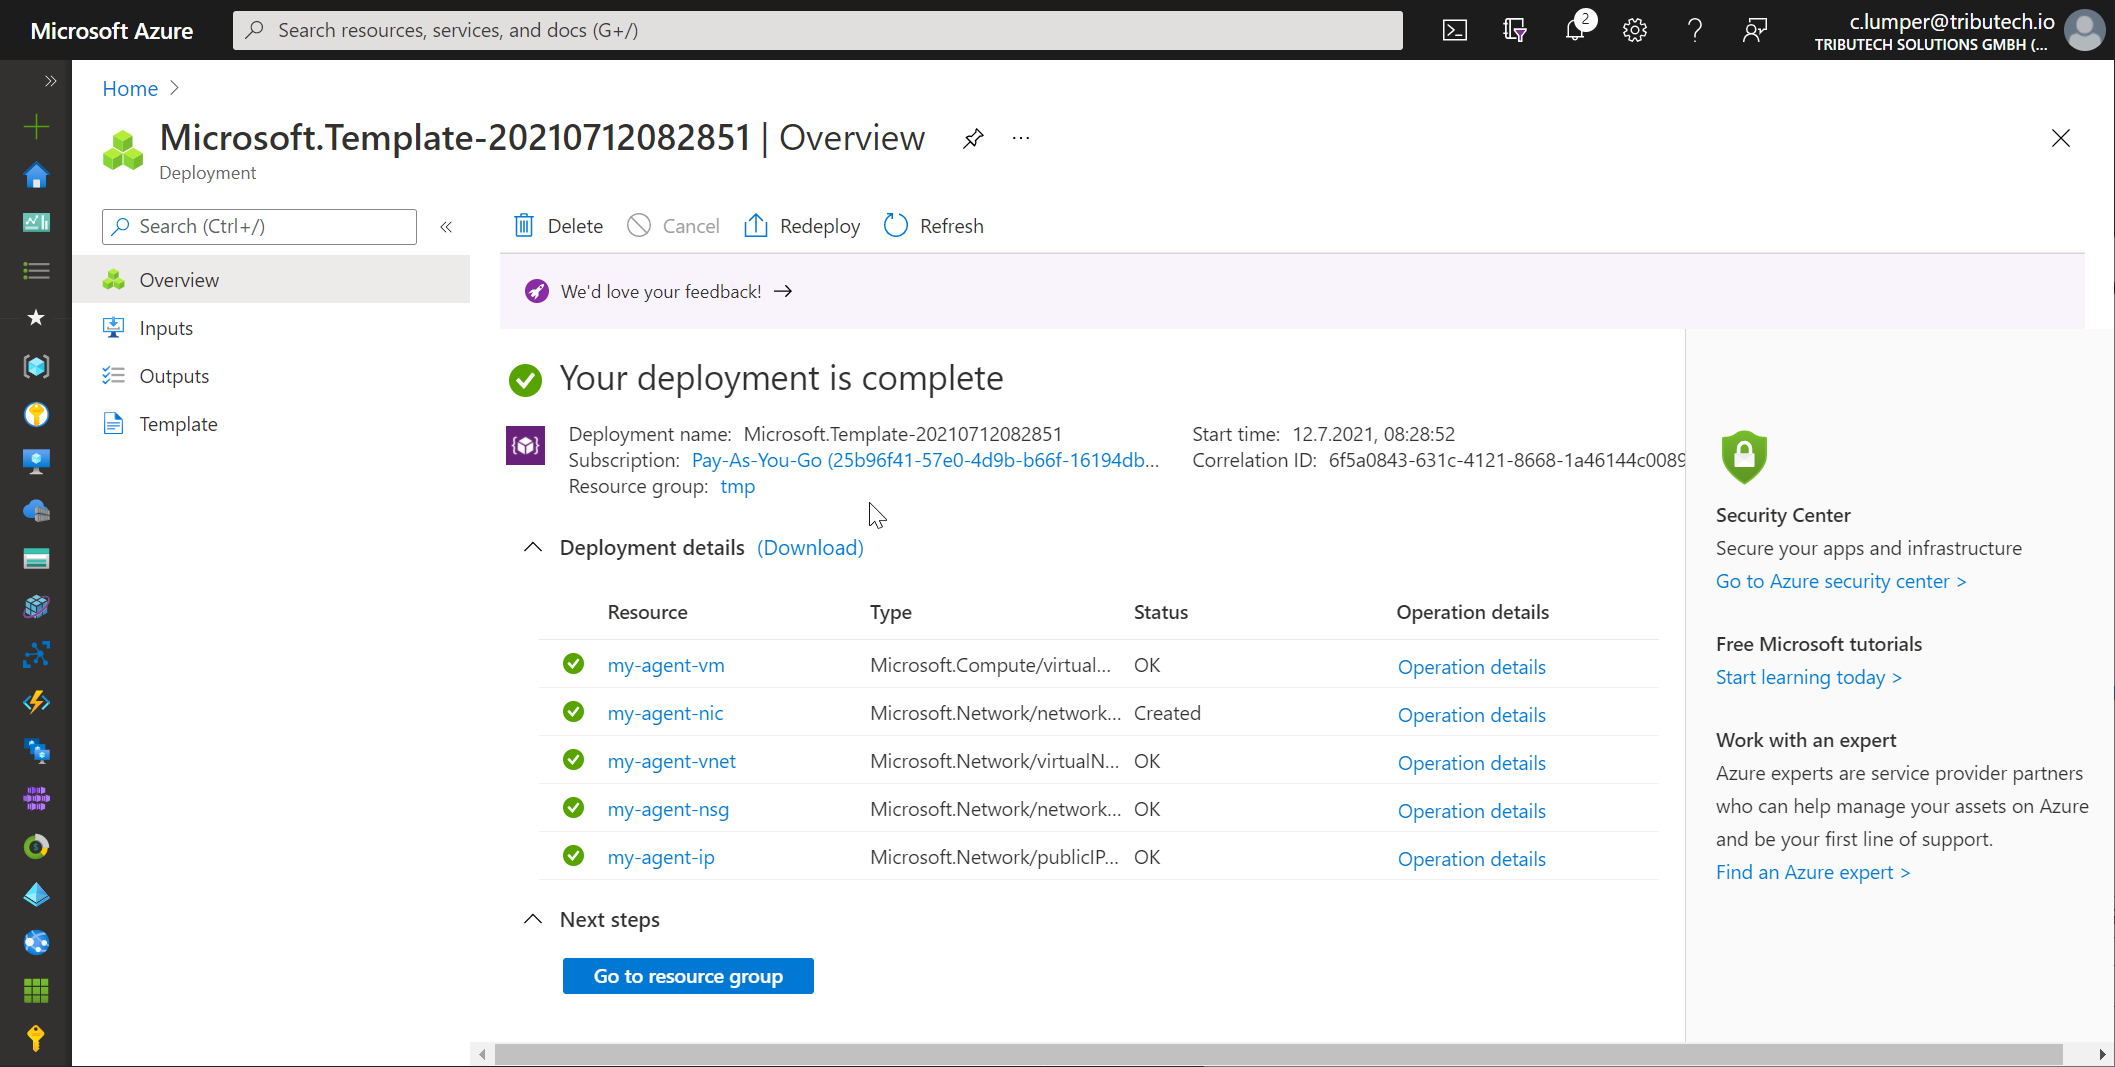 Microsoft Azure
Search resources, services, and docs (G+/)
2
c.lumper@tributech.io
TRIBUTECH SOLUTIONS GMBH (...
Home
Microsoft.Template-20210712082851 | Overview
Deployment
Search (Ctrl+/)
Overview
Inputs
Outputs
Template
Delete
Cancel
Redeploy
Refresh
We'd love your feedback!
Your deployment is complete
Deployment name: Microsoft.Template-20210712082851
Subscription: Pay-As-You-Go (25b96f41-57e0-4d9b-b66f-16194db...
Resource group: tmp
Start time: 12.7.2021, 08:28:52
Correlation ID: 6f5a0843-631c-4121-8668-1a46144c0089
Deployment details (Download)
Resource Type Status Operation details
my-agent-vm Microsoft.Compute/virtual... OK Operation details
my-agent-nic Microsoft.Network/network... Created Operation details
my-agent-vnet Microsoft.Network/virtualN... OK Operation details
my-agent-nsg Microsoft.Network/network... OK Operation details
my-agent-ip Microsoft.Network/publicIP... OK Operation details
Next steps
Go to resource group
Security Center
Secure your apps and infrastructure
Go to Azure security center >
Free Microsoft tutorials
Start learning today >
Work with an expert
Azure experts are service provider partners
who can help manage your assets on Azure
and be your first line of support.
Find an Azure expert >